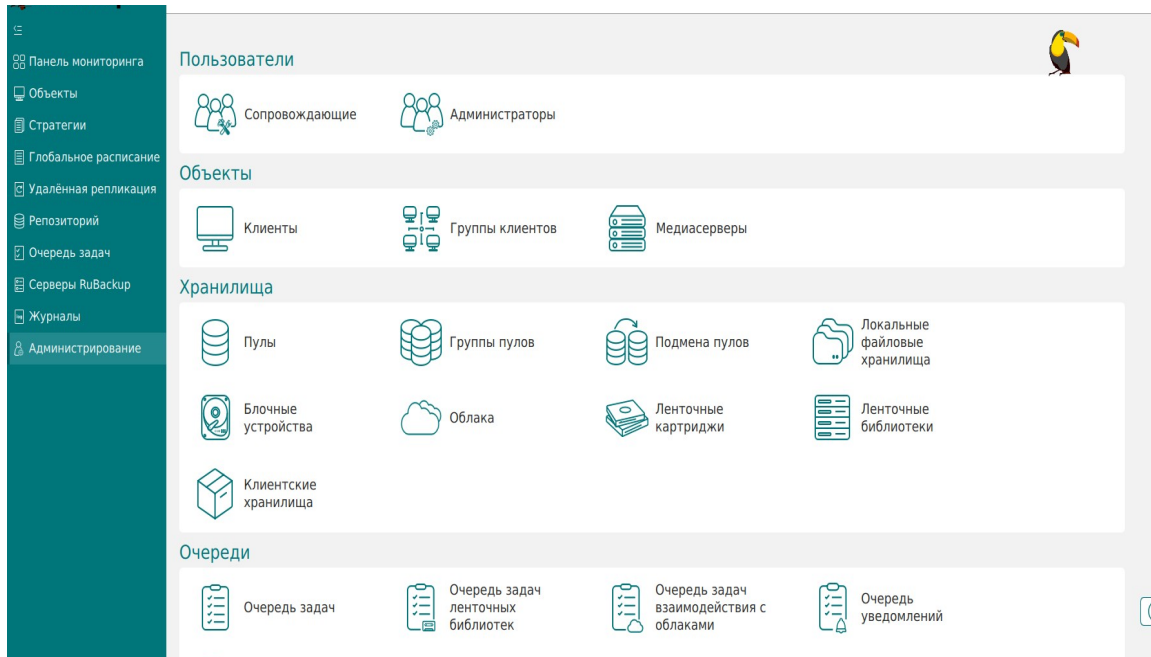 Панель мониторинга
Объекты
Стратегии
Глобальное расписание
Удалённая репликация
Репозиторий
Очередь задач
Серверы RuBackup
Журналы
Администрирование
Пользователи
Сопровождающие
Администраторы
Объекты
Клиенты
Группы клиентов
Медиасерверы
Хранилища
Пулы
Группы пулов
Подмена пулов
Локальные
файловые
хранилища
Блочные
устройства
Облака
Ленточные
картриджи
Ленточные
библиотеки
Клиентские
хранилища
Очереди
Очередь задач
Очередь задач
ленточных
библиотек
Очередь задач
взаимодействия с
облаками
Очередь
уведомлений